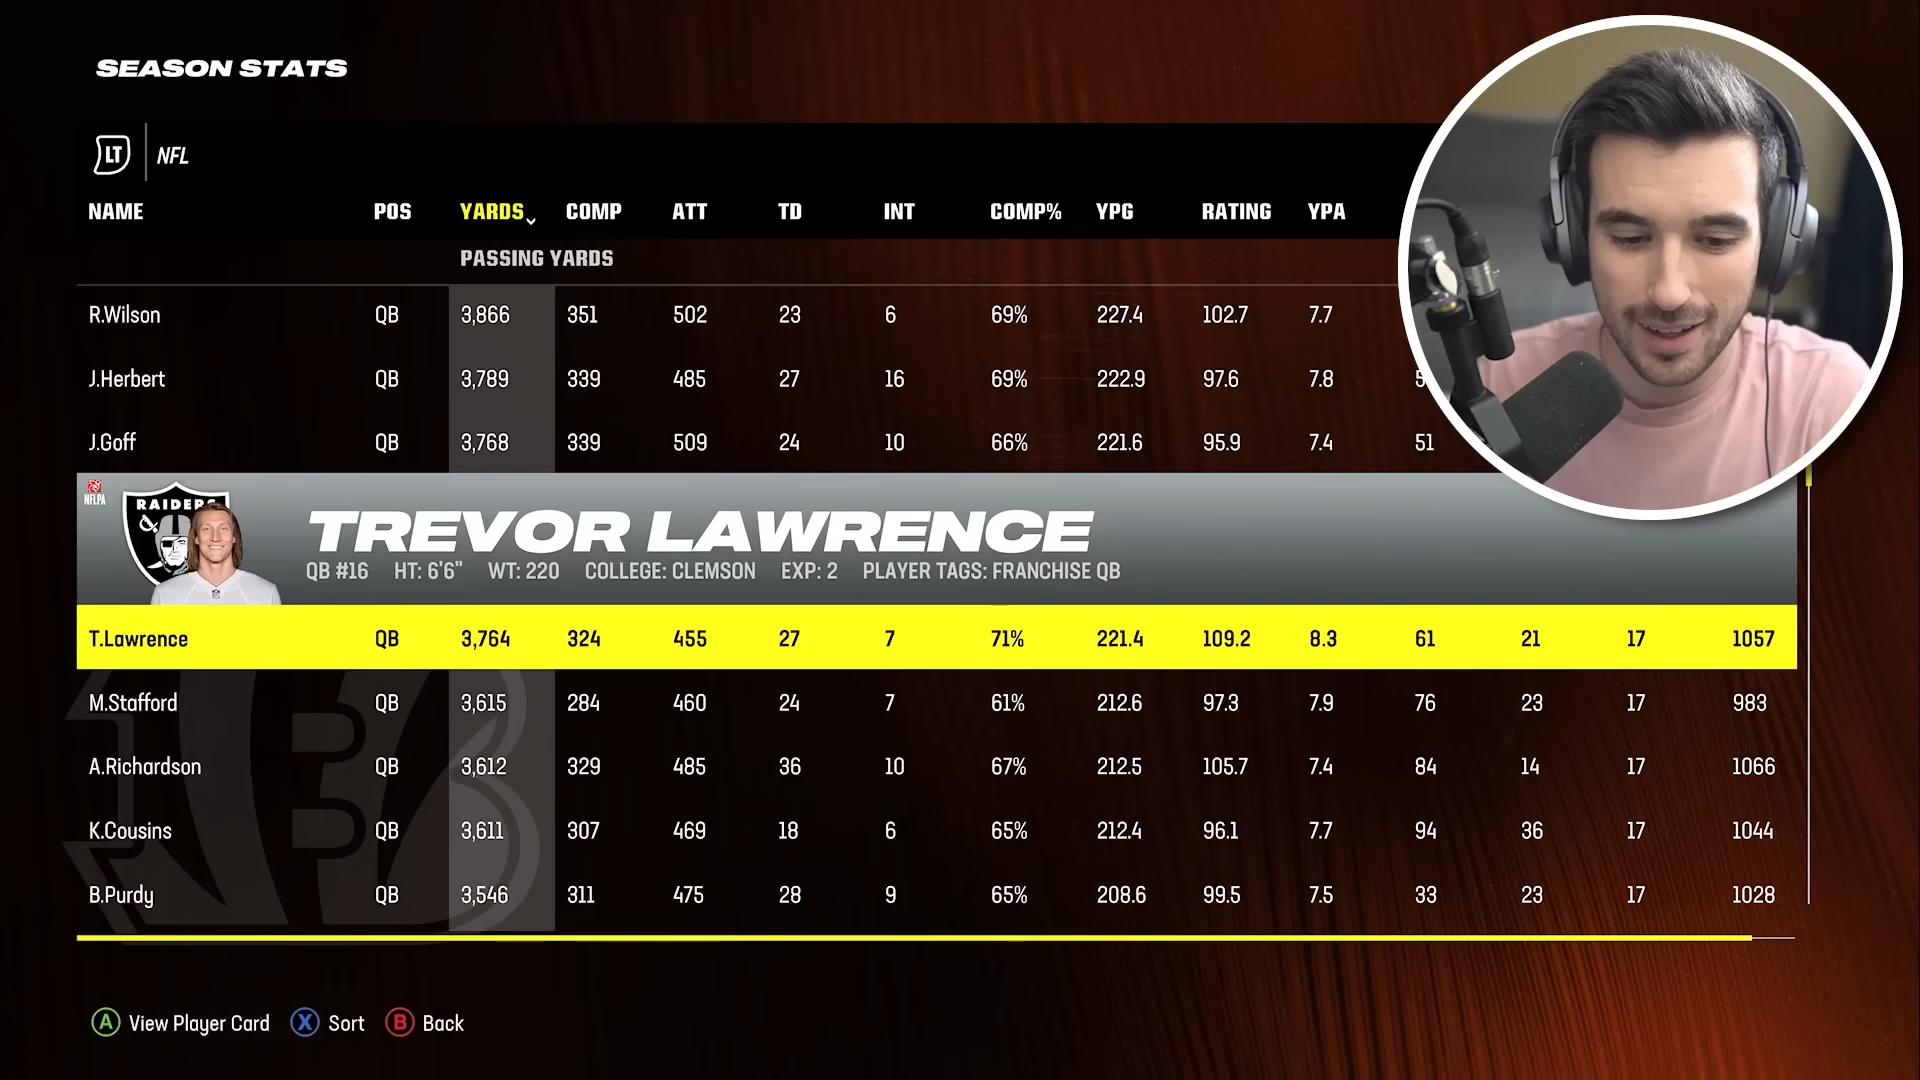 SEASON STATS
LT NFL
NAME POS YARDS COMP ATT TD INT COMP% YPG RATING YPA
PASSING YARDS
R.Wilson QB 3,866 351 502 23 6 69% 227.4 102.7 7.7
J.Herbert QB 3,789 339 485 27 16 69% 222.9 97.6 7.8
J.Goff QB 3,768 339 509 24 10 66% 221.6 95.9 7.4 51
NFLPA
RAIDERS
TREVOR LAWRENCE
QB #16 HT: 6'6" WT: 220 COLLEGE: CLEMSON EXP: 2 PLAYER TAGS: FRANCHISE QB
T.Lawrence QB 3,764 324 455 27 7 71% 221.4 109.2 8.3 61 21 17 1057
M.Stafford QB 3,615 284 460 24 7 61% 212.6 97.3 7.9 76 23 17 983
A.Richardson QB 3,612 329 485 36 10 67% 212.5 105.7 7.4 84 14 17 1066
K.Cousins QB 3,611 307 469 18 6 65% 212.4 96.1 7.7 94 36 17 1044
B.Purdy QB 3,546 311 475 28 9 65% 208.6 99.5 7.5 33 23 17 1028
A View Player Card X Sort B Back